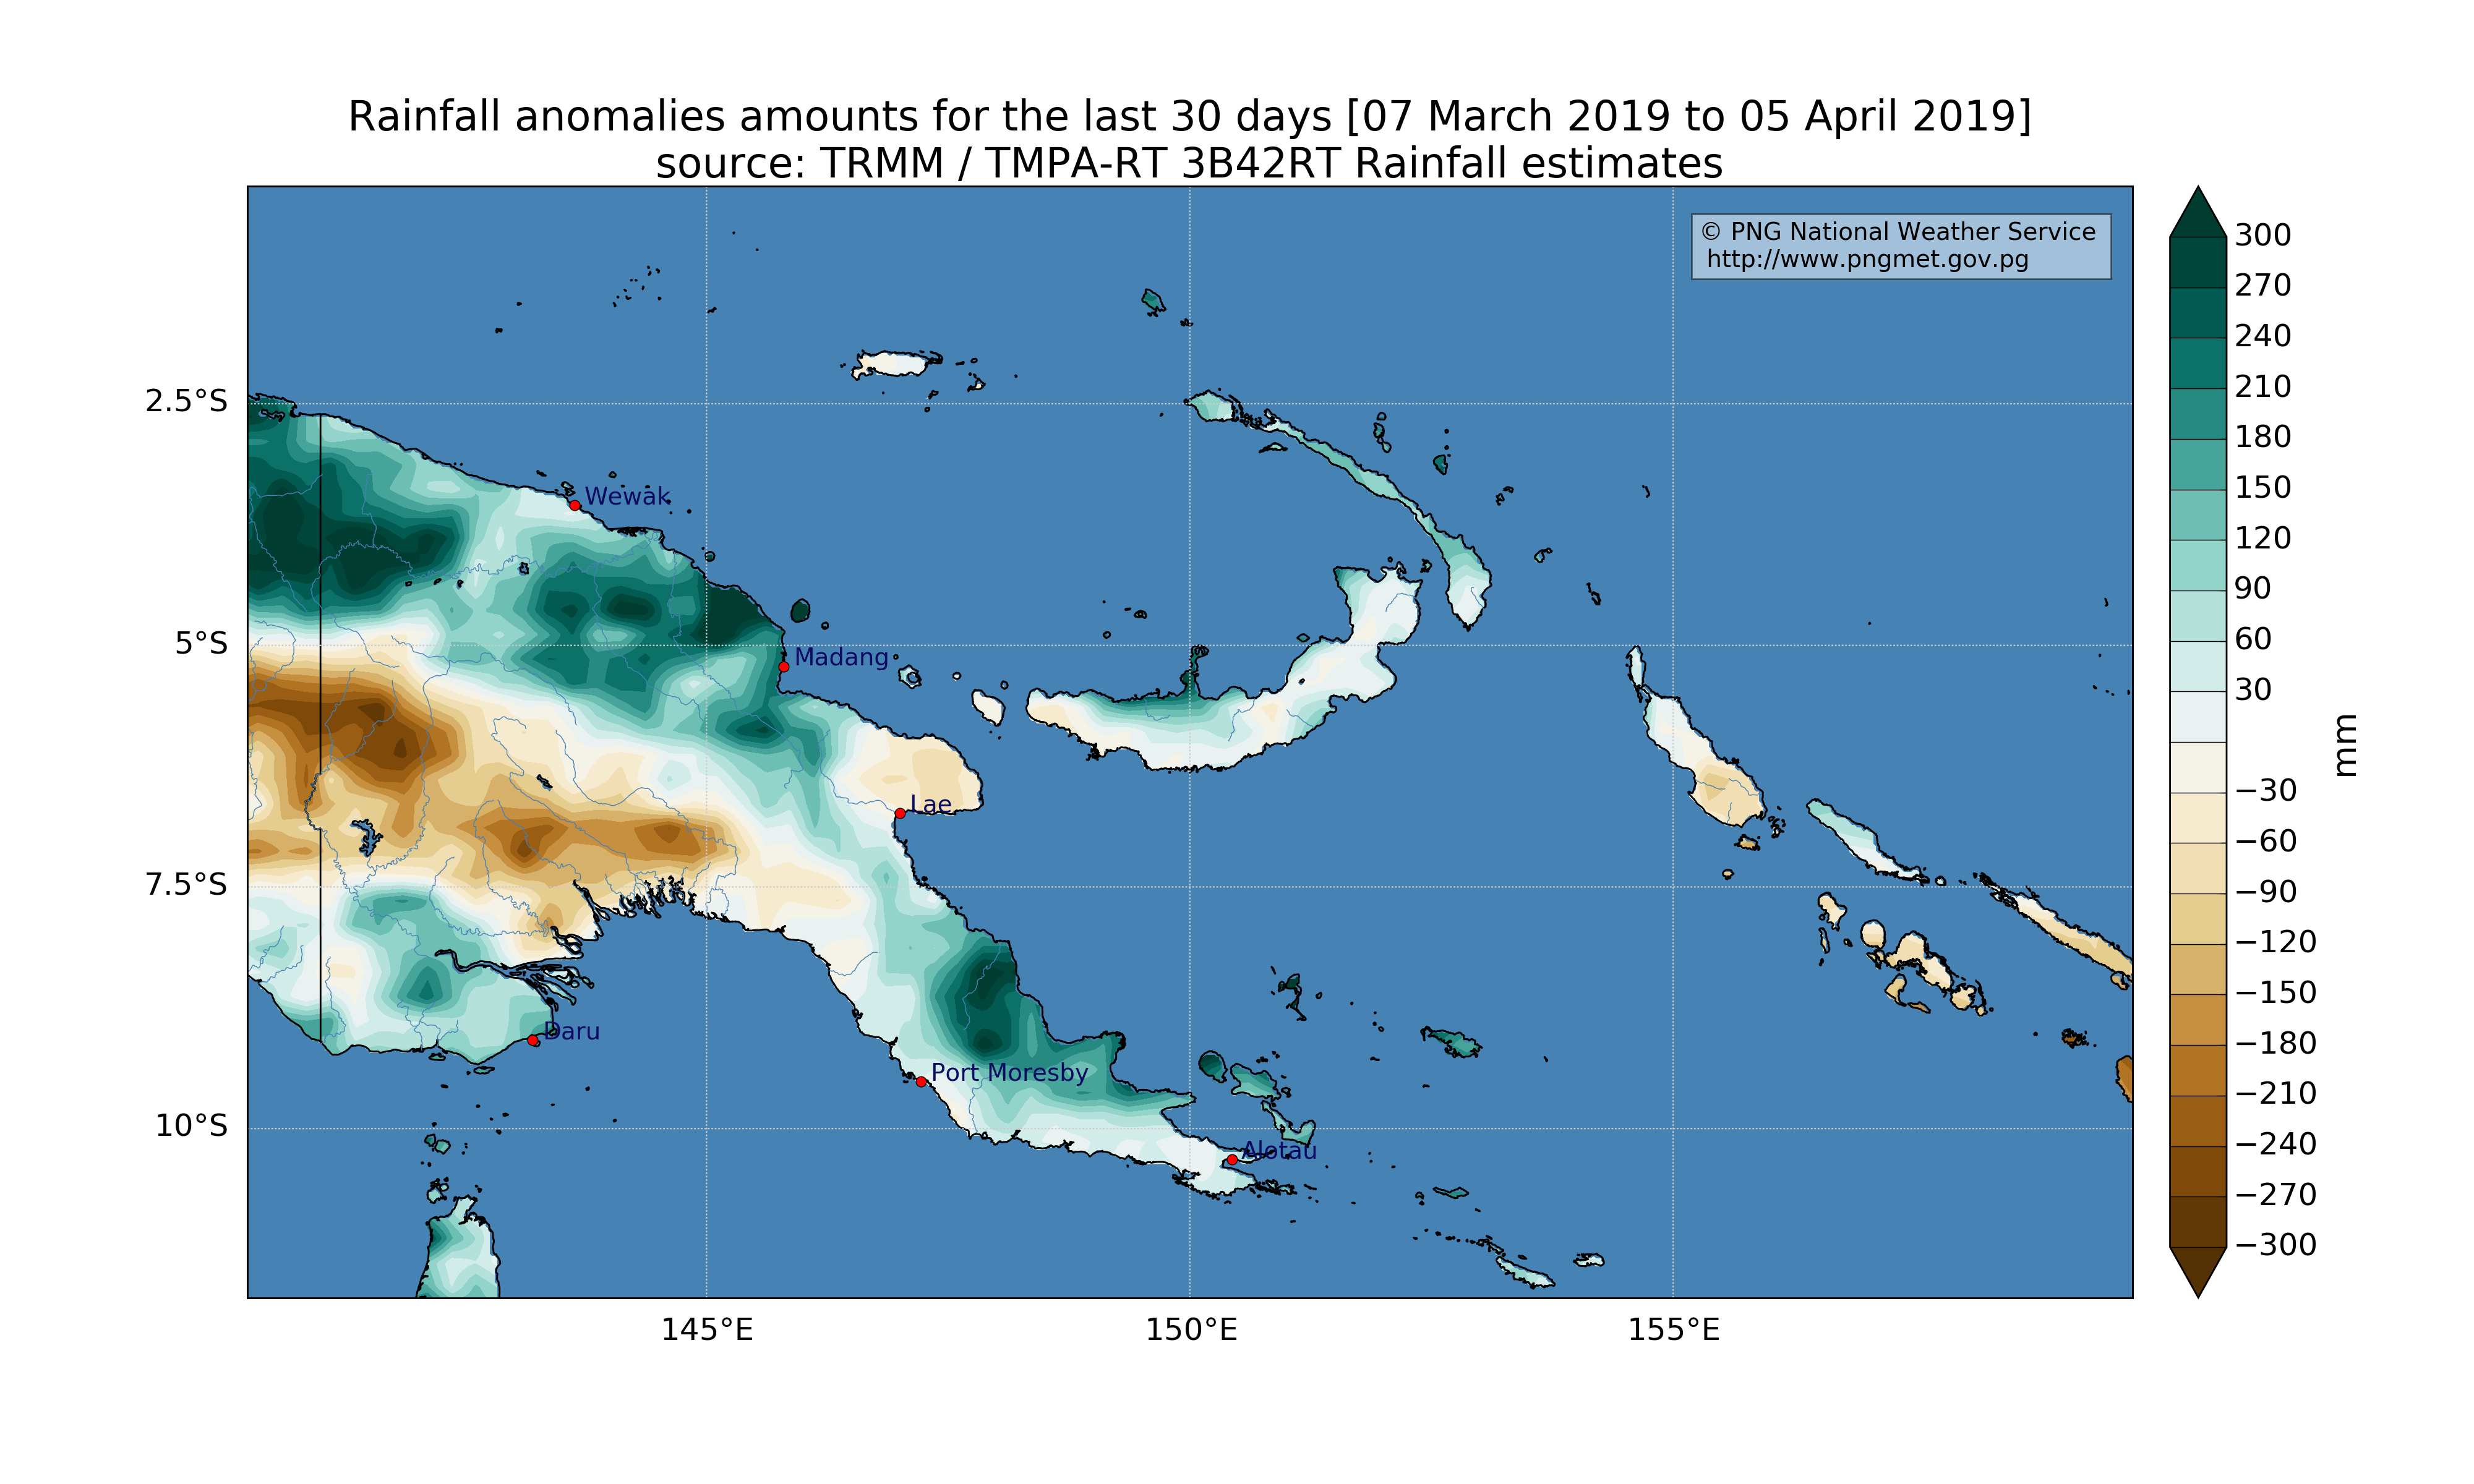 Rainfall anomalies amounts for the last 30 days [07 March 2019 to 05 April 2019]
source: TRMM / TMPA-RT 3B42RT Rainfall estimates
© PNG National Weather Service
http://www.pngmet.gov.pg
2.5°S
5°S
7.5°S
10°S
Wewak
Madang
Lae
Daru
Port Moresby
Alotau
145°E
150°E
155°E
300
270
240
210
180
150
120
90
60
30
−30
−60
−90
−120
−150
−180
−210
−240
−270
−300
mm